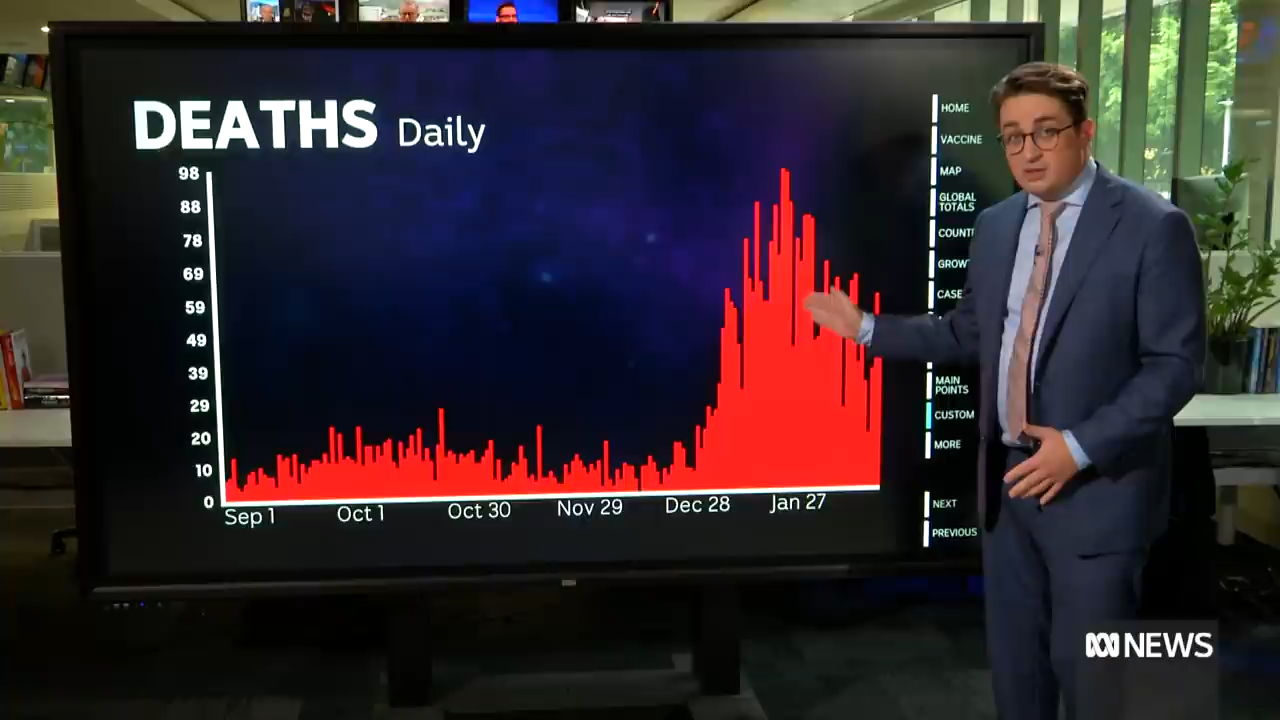 DEATHS Daily
98
88
78
69
59
49
39
29
20
10
0
Sep 1
Oct 1
Oct 30
Nov 29
Dec 28
Jan 27
HOME
VACCINE
MAP
GLOBAL
TOTALS
MAIN
POINTS
CUSTOM
MORE
NEXT
PREVIOUS
NEWS